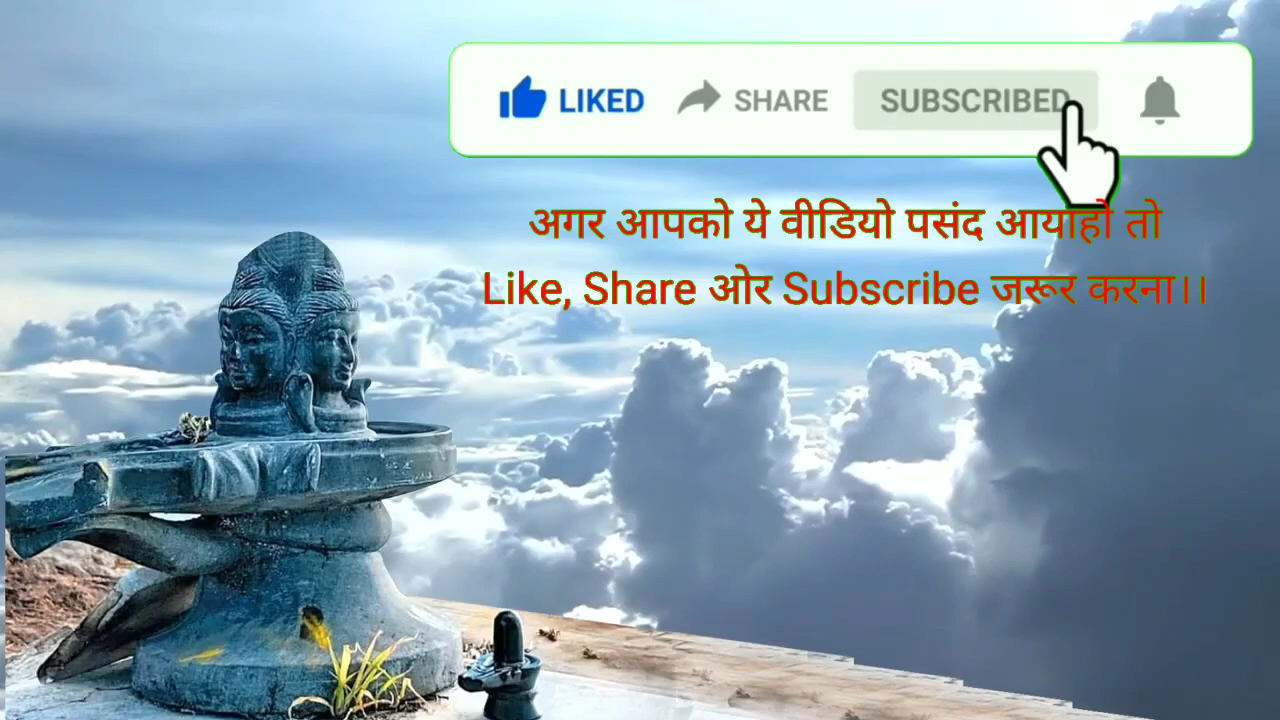 LIKED SHARE SUBSCRIBED
अगर आपको ये वीडियो पसंद आयाहो तो
Like, Share ओर Subscribe जरूर करना।।